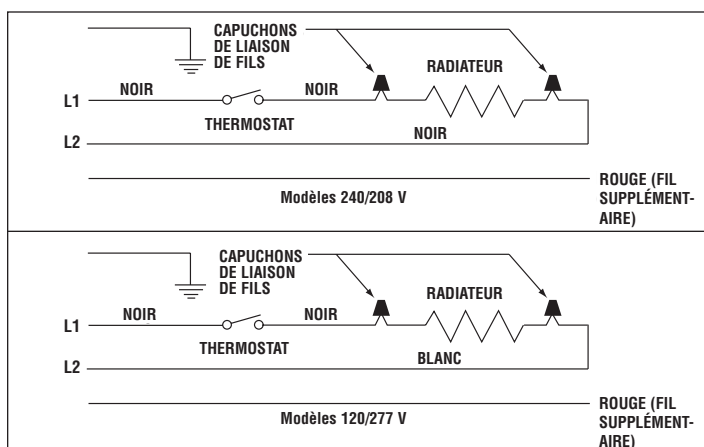 CAPUCHONS
DE LIAISON
DE FILS
RADIATEUR
NOIR
NOIR
L1
THERMOSTAT
NOIR
L2
ROUGE (FIL
SUPPLÉMENT-
AIRE)
Modèles 240/208 V
CAPUCHONS
DE LIAISON
DE FILS
RADIATEUR
NOIR
NOIR
L1
THERMOSTAT
BLANC
L2
ROUGE (FIL
SUPPLÉMENT-
AIRE)
Modèles 120/277 V